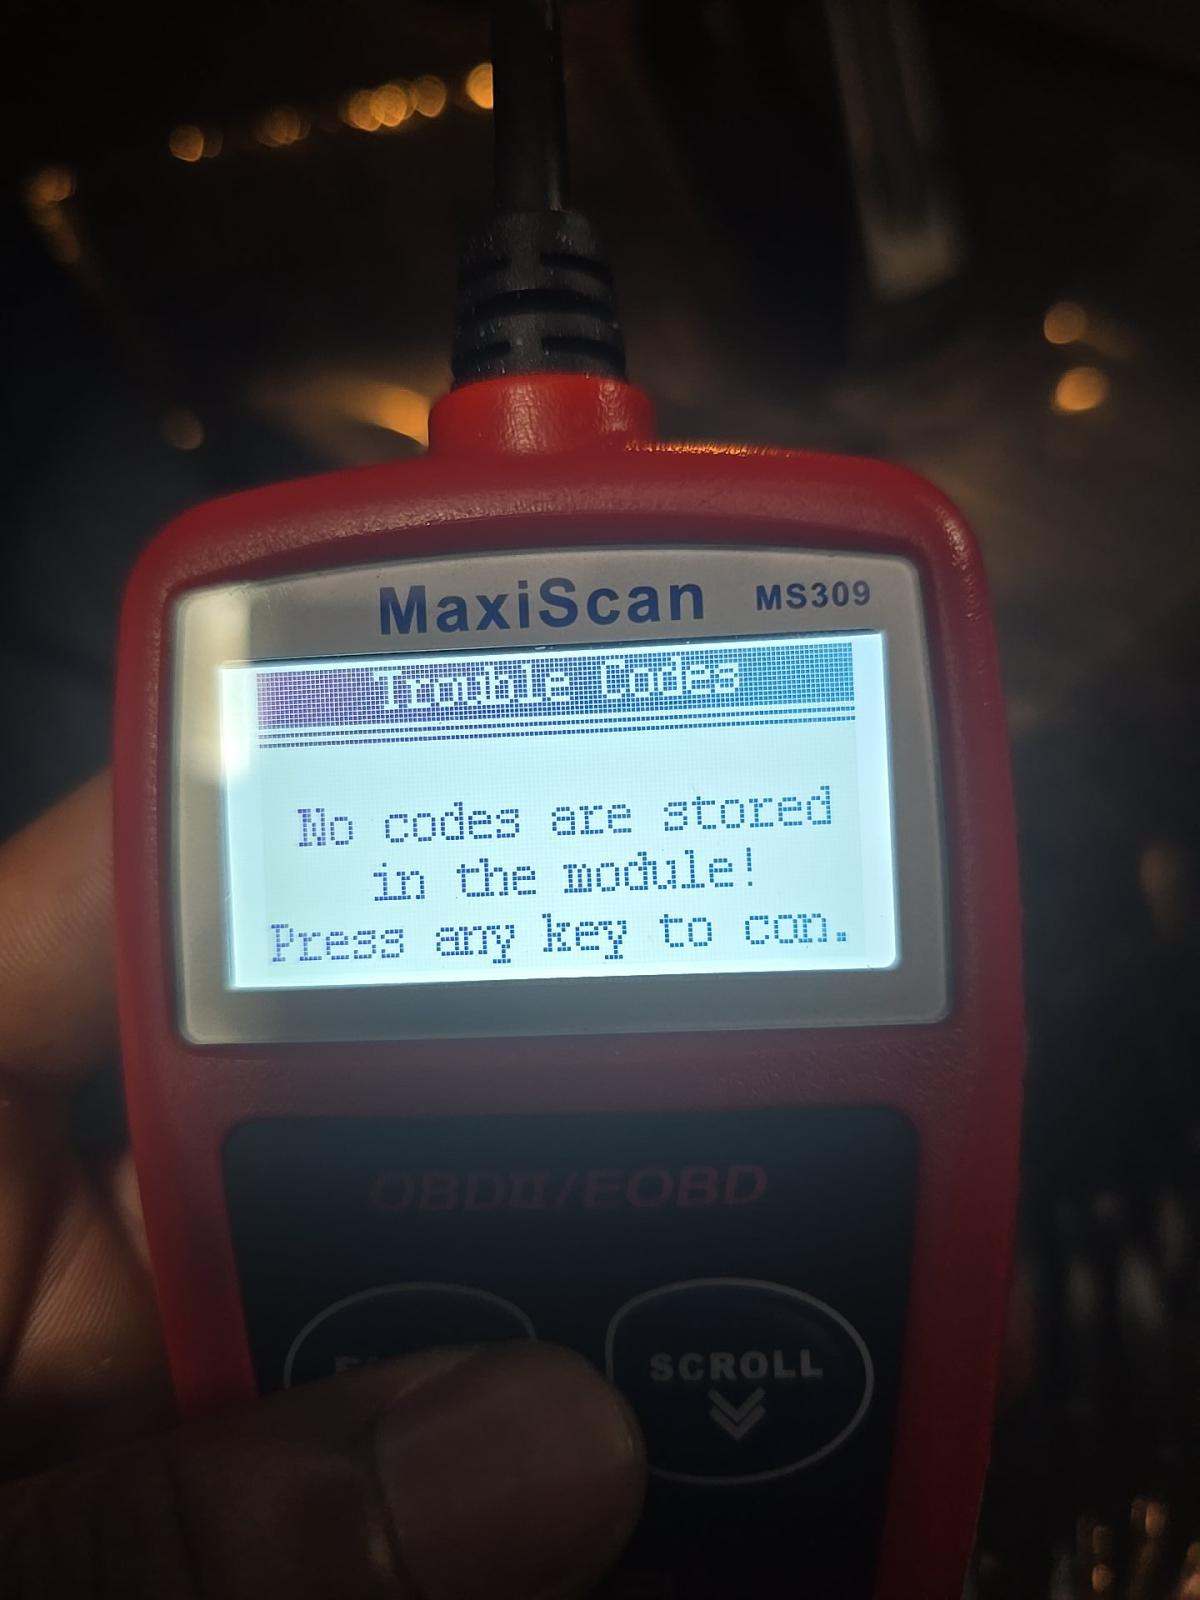 MaxiScan MS309
Trouble Codes
No codes are stored
in the module!
Press any key to con.
OBDII/EOBD
SCROLL